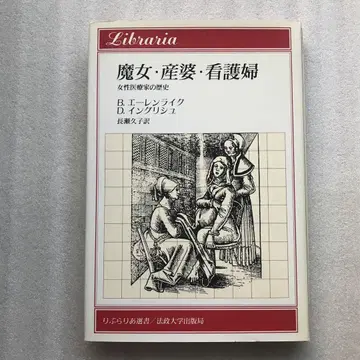 Libraria
魔女・産婆・看護婦
女性医療家の歴史
B.エーレンライク
D.イングリシュ
長瀬久子訳
りぶらりあ選書/法政大学出版局